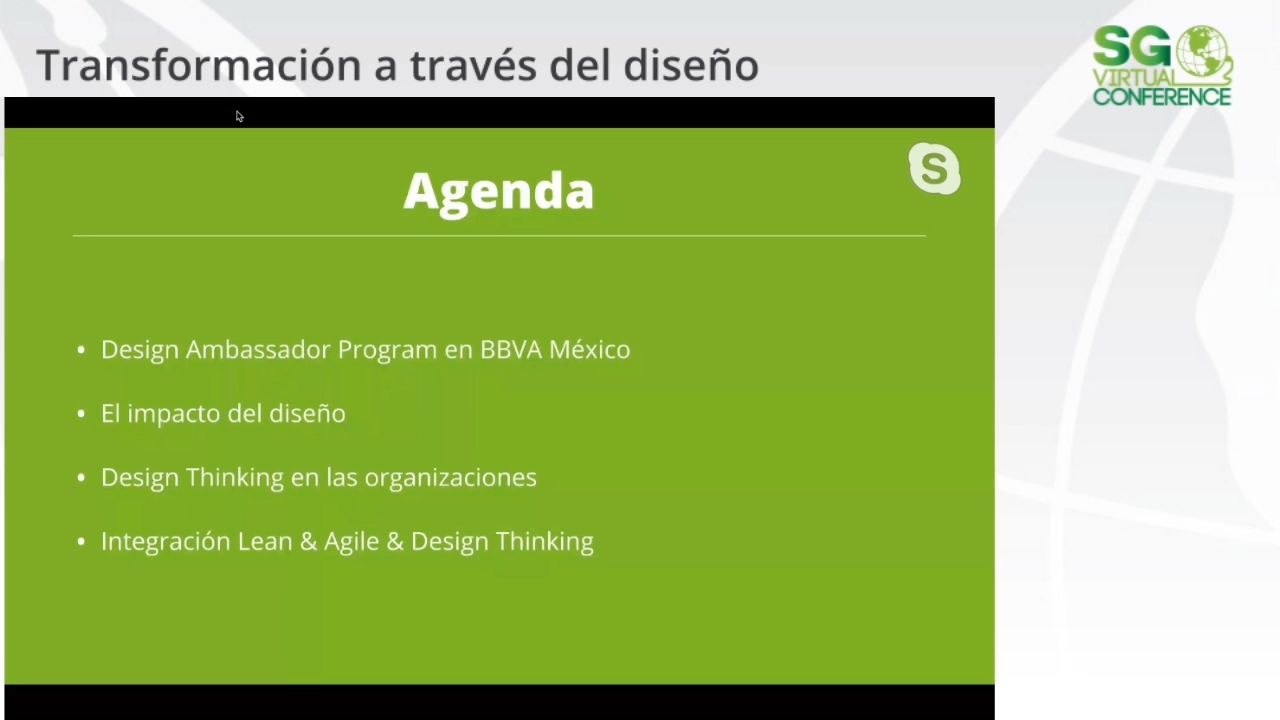 Transformación a través del diseño
SG
VIRTUAL
CONFERENCE
Agenda
S
• Design Ambassador Program en BBVA México
• El impacto del diseño
• Design Thinking en las organizaciones
• Integración Lean & Agile & Design Thinking